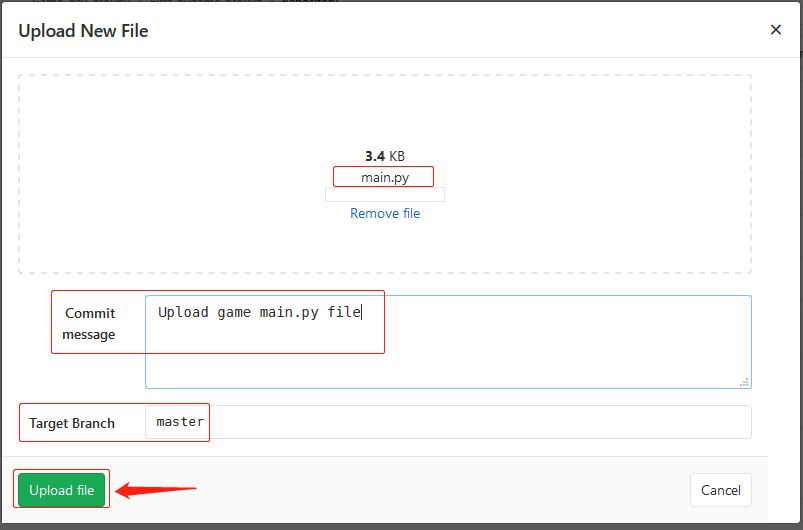 Upload New File
3.4 KB
main.py
Remove file
Commit message
Upload game main.py file
Target Branch
master
Upload file
Cancel